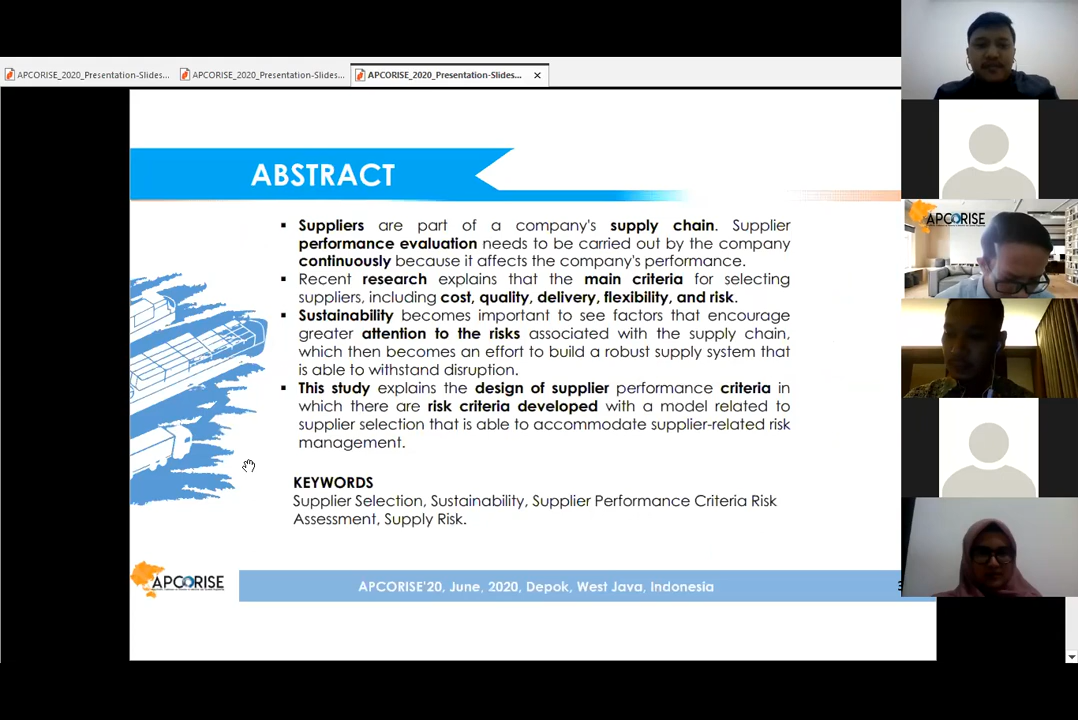 APCORISE_2020_Presentation-Slides... APCORISE_2020_Presentation-Slides... APCORISE_2020_Presentation-Slides... ×
ABSTRACT
APCORISE
▪ Suppliers are part of a company's supply chain. Supplier
performance evaluation needs to be carried out by the company
continuously because it affects the company's performance.
▪ Recent research explains that the main criteria for selecting
suppliers, including cost, quality, delivery, flexibility, and risk.
▪ Sustainability becomes important to see factors that encourage
greater attention to the risks associated with the supply chain,
which then becomes an effort to build a robust supply system that
is able to withstand disruption.
▪ This study explains the design of supplier performance criteria in
which there are risk criteria developed with a model related to
supplier selection that is able to accommodate supplier-related risk
management.
KEYWORDS
Supplier Selection, Sustainability, Supplier Performance Criteria Risk
Assessment, Supply Risk.
APCORISE
APCORISE'20, June, 2020, Depok, West Java, Indonesia